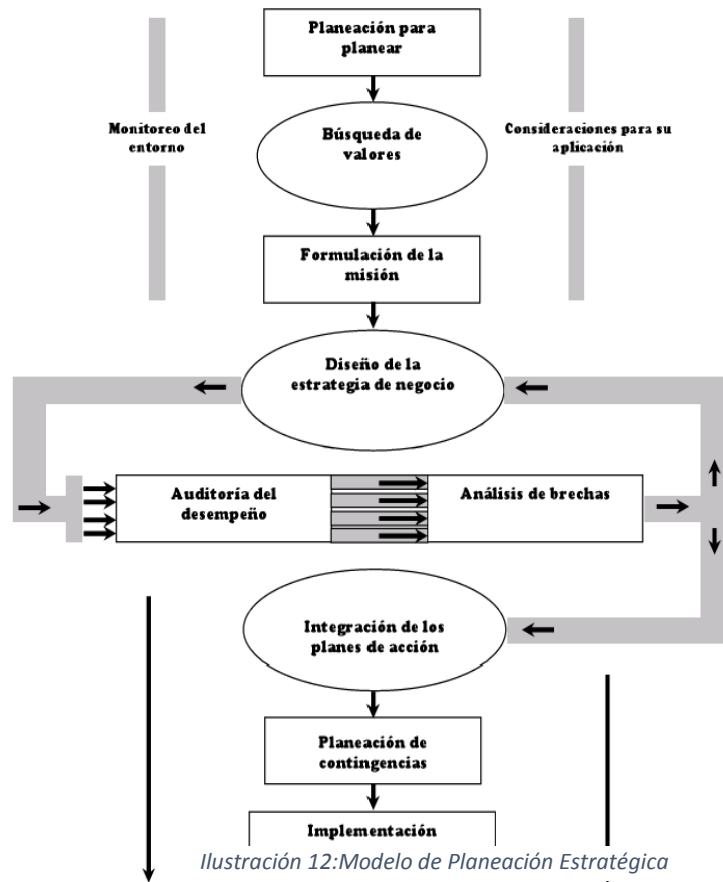 Planeación para
planear
Monitoreo del
entorno
Búsqueda de
valores
Consideraciones para su
aplicación
Formulación de la
misión
Diseño de la
estrategia de negocio
Auditoría del
desempeño
Análisis de brechas
Integración de los
planes de acción
Planeación de
contingencias
Implementación
Ilustración 12:Modelo de Planeación Estratégica